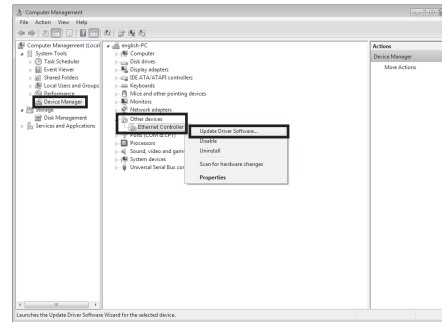 Computer Management
File Action View Help
Computer Management (Local
System Tools
Task Scheduler
Event Viewer
Shared Folders
Local Users and Groups
Performance
Device Manager
Storage
Disk Management
Services and Applications
english-PC
Computer
Disk drives
Display adapters
IDE ATA/ATAPI controllers
Keyboards
Mice and other pointing devices
Monitors
Network adapters
Other devices
Ethernet Controller
Ports (COM & LPT)
Processors
Sound, video and game
System devices
Universal Serial Bus con
Update Driver Software...
Disable
Uninstall
Scan for hardware changes
Properties
Actions
Device Manager
More Actions
Launches the Update Driver Software Wizard for the selected device.